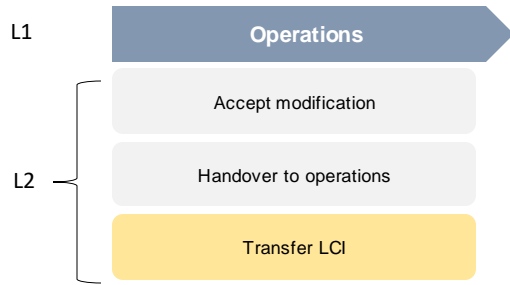 L1
Operations
Accept modification
L2
Handover to operations
Transfer LCI